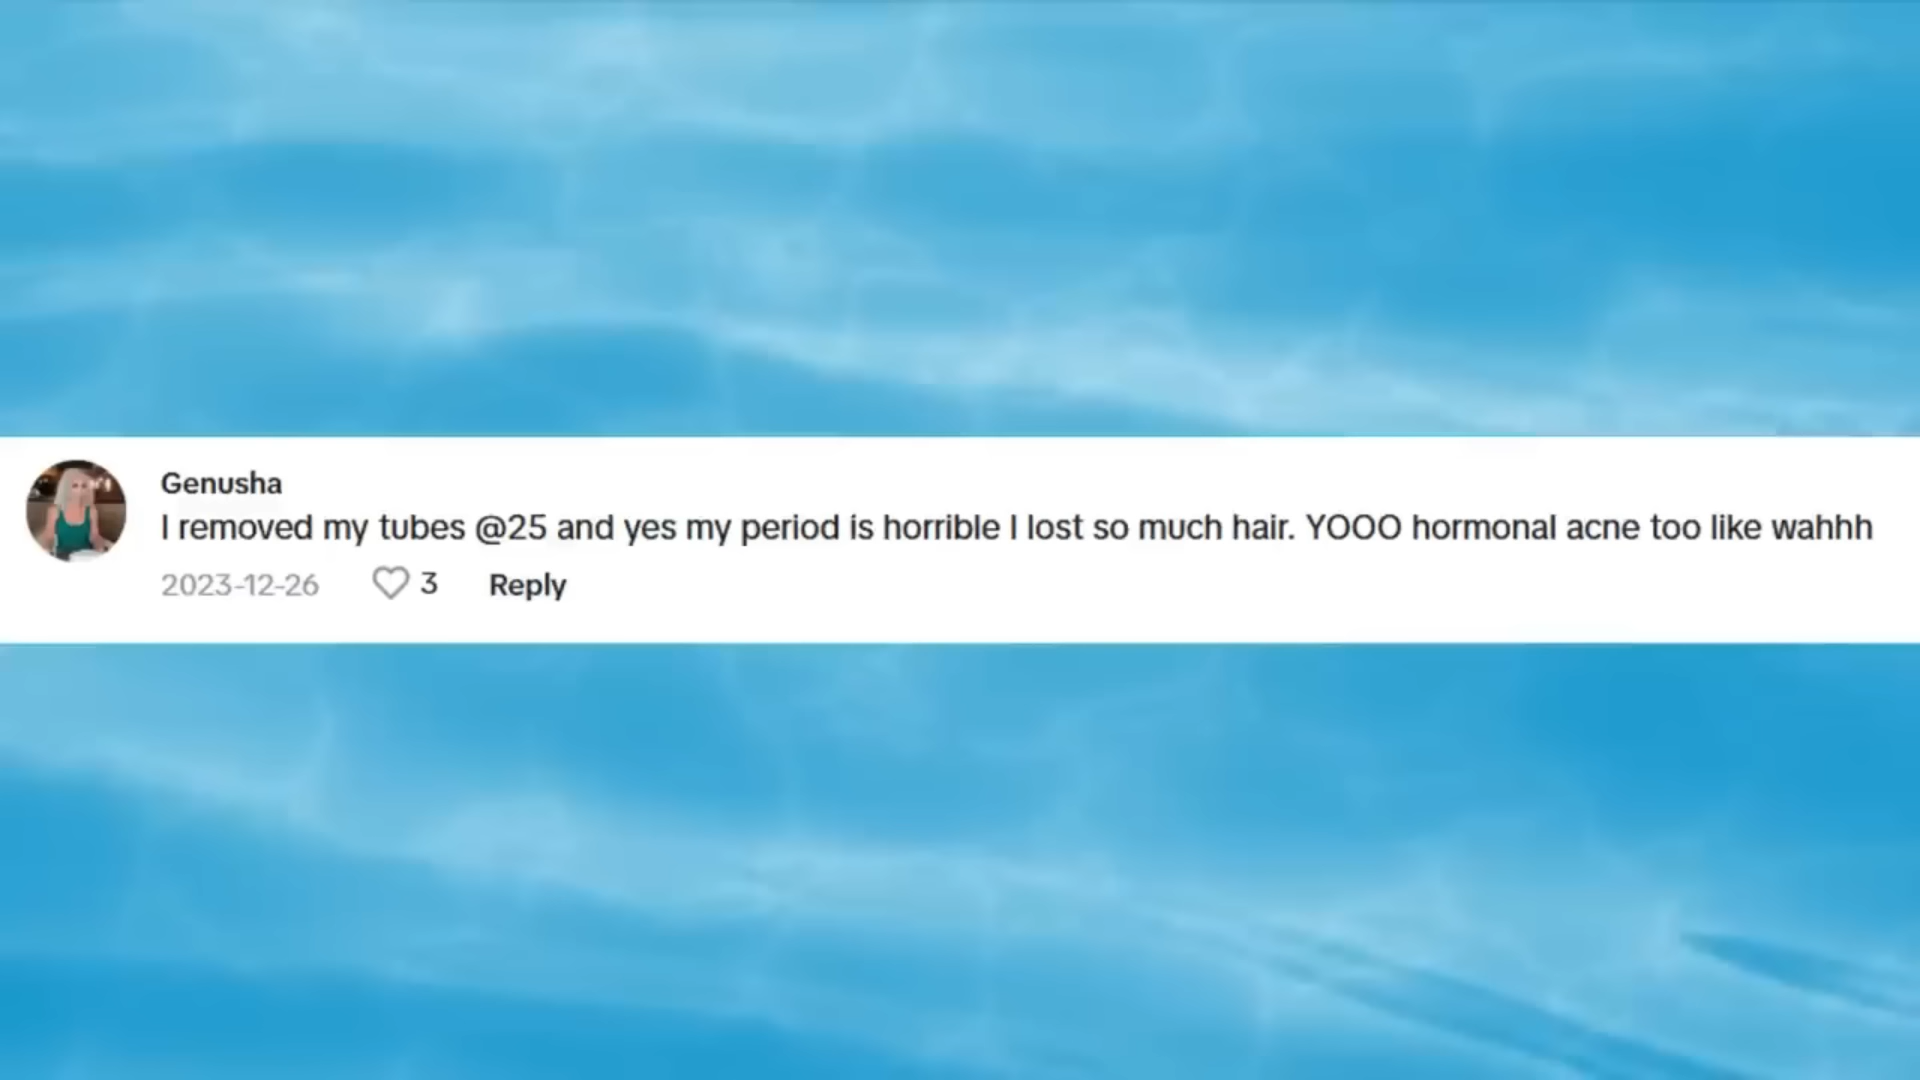 Genusha
I removed my tubes @25 and yes my period is horrible I lost so much hair. YOOO hormonal acne too like wahhh
2023-12-26 3 Reply